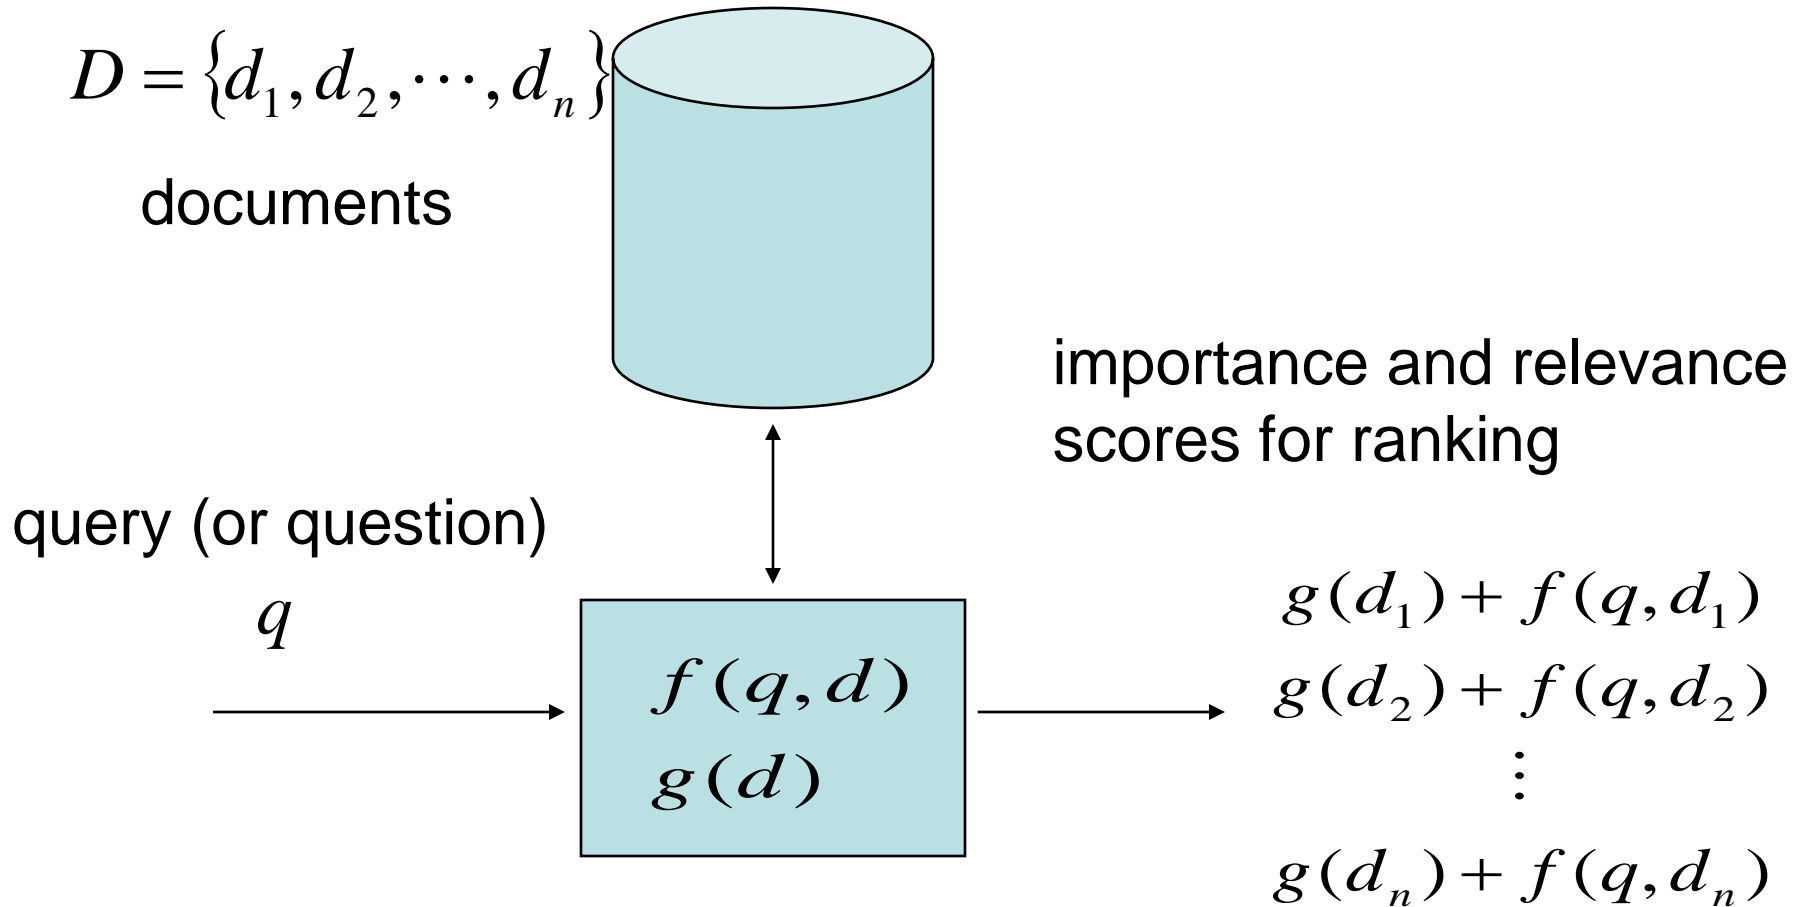 D = {d₁, d₂, ⋯, dₙ}
documents
importance and relevance
scores for ranking
query (or question)
q
f(q, d)
g(d)
g(d₁) + f(q, d₁)
g(d₂) + f(q, d₂)
⋮
g(dₙ) + f(q, dₙ)